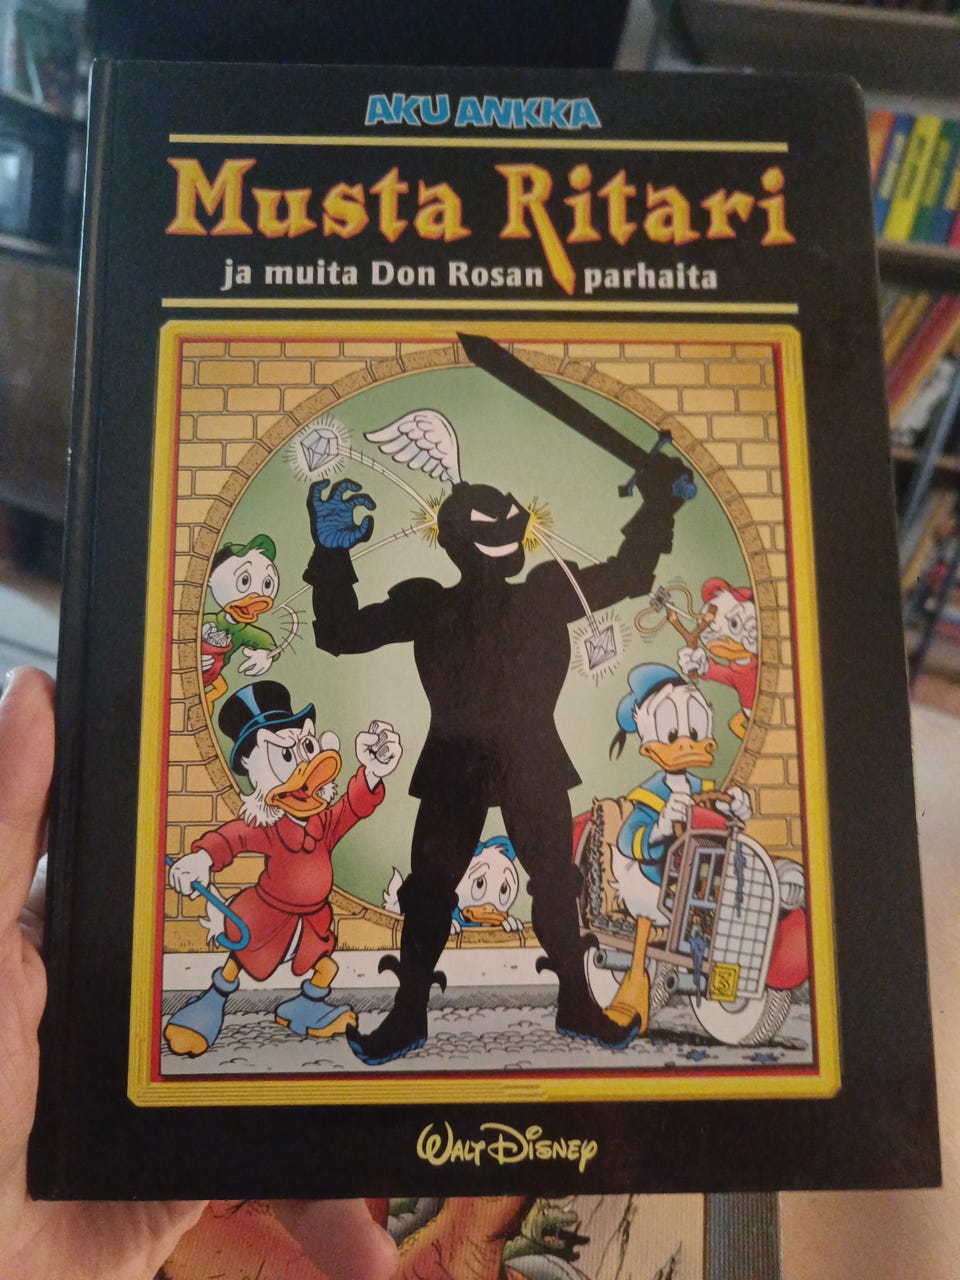 AKU ANKKA
Musta Ritari
ja muita Don Rosan parhaita
WALT DISNEY